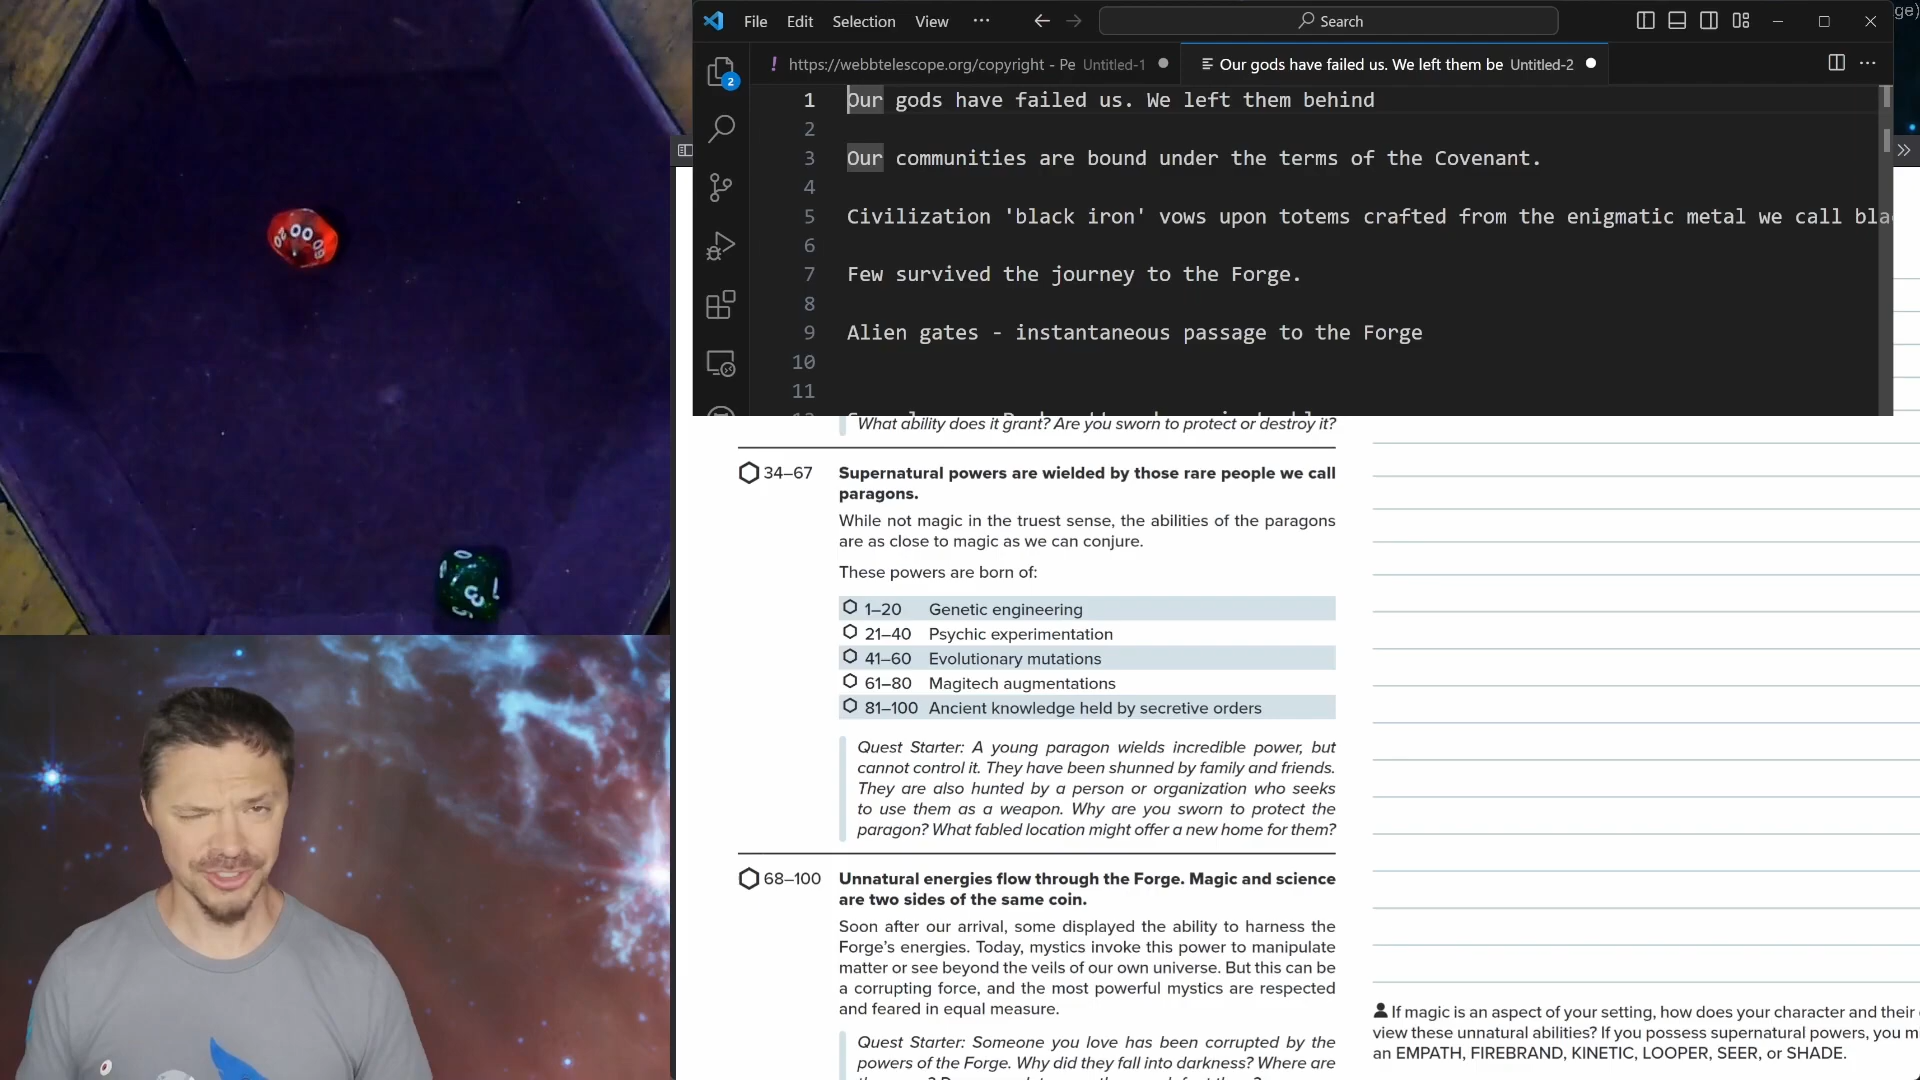 File Edit Selection View ··· Search
https://webbtelescope.org/copyright - Pe Untitled-1
Our gods have failed us. We left them be Untitled-2
1 Our gods have failed us. We left them behind
2
3 Our communities are bound under the terms of the Covenant.
4
5 Civilization 'black iron' vows upon totems crafted from the enigmatic metal we call bla
6
7 Few survived the journey to the Forge.
8
9 Alien gates - instantaneous passage to the Forge
10
11
What ability does it grant? Are you sworn to protect or destroy it?
34–67 Supernatural powers are wielded by those rare people we call
paragons.
While not magic in the truest sense, the abilities of the paragons
are as close to magic as we can conjure.
These powers are born of:
1–20 Genetic engineering
21–40 Psychic experimentation
41–60 Evolutionary mutations
61–80 Magitech augmentations
81–100 Ancient knowledge held by secretive orders
Quest Starter: A young paragon wields incredible power, but
cannot control it. They have been shunned by family and friends.
They are also hunted by a person or organization who seeks
to use them as a weapon. Why are you sworn to protect the
paragon? What fabled location might offer a new home for them?
68–100 Unnatural energies flow through the Forge. Magic and science
are two sides of the same coin.
Soon after our arrival, some displayed the ability to harness the
Forge's energies. Today, mystics invoke this power to manipulate
matter or see beyond the veils of our own universe. But this can be
a corrupting force, and the most powerful mystics are respected
and feared in equal measure.
Quest Starter: Someone you love has been corrupted by the
powers of the Forge. Why did they fall into darkness? Where are
If magic is an aspect of your setting, how does your character and their
view these unnatural abilities? If you possess supernatural powers, you m
an EMPATH, FIREBRAND, KINETIC, LOOPER, SEER, or SHADE.
2
20 00 60
0 3 1
ge)